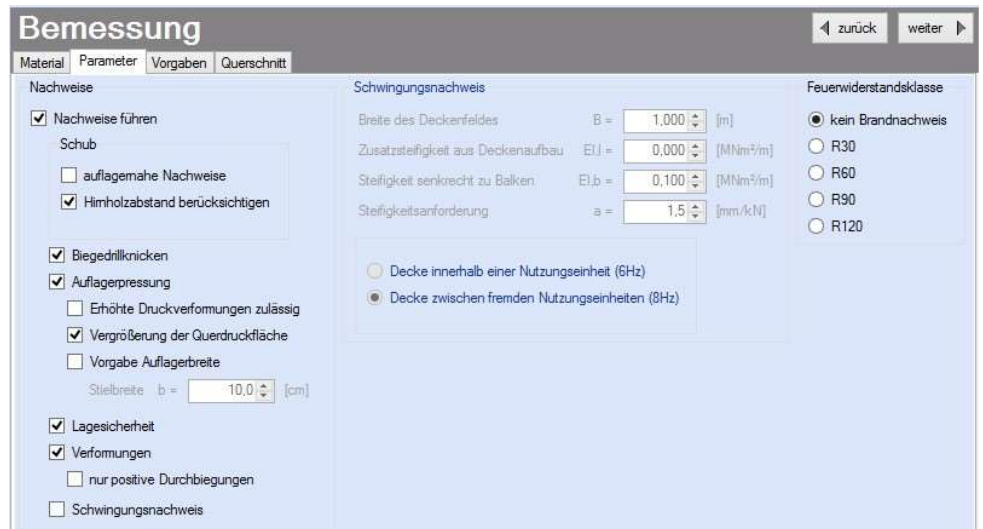 Bemessung
zurück
weiter
Material Parameter Vorgaben Querschnitt
Nachweise
Nachweise führen
Schub
auflagernahe Nachweise
Hirnholzabstand berücksichtigen
Biegedrillknicken
Auflagerpressung
Erhöhte Druckverformungen zulässig
Vergrößerung der Querdruckfläche
Vorgabe Auflagerbreite
Stielbreite b = 10,0 [cm]
Lagesicherheit
Verformungen
nur positive Durchbiegungen
Schwingungsnachweis
Schwingungsnachweis
Breite des Deckenfeldes B = 1,000 [m]
Zusatzsteifigkeit aus Deckenaufbau EI,l = 0,000 [MNm²/m]
Steifigkeit senkrecht zu Balken EI,b = 0,100 [MNm²/m]
Steifigkeitsanforderung a = 1,5 [mm/kN]
Decke innerhalb einer Nutzungseinheit (6Hz)
Decke zwischen fremden Nutzungseinheiten (8Hz)
Feuerwiderstandsklasse
kein Brandnachweis
R30
R60
R90
R120